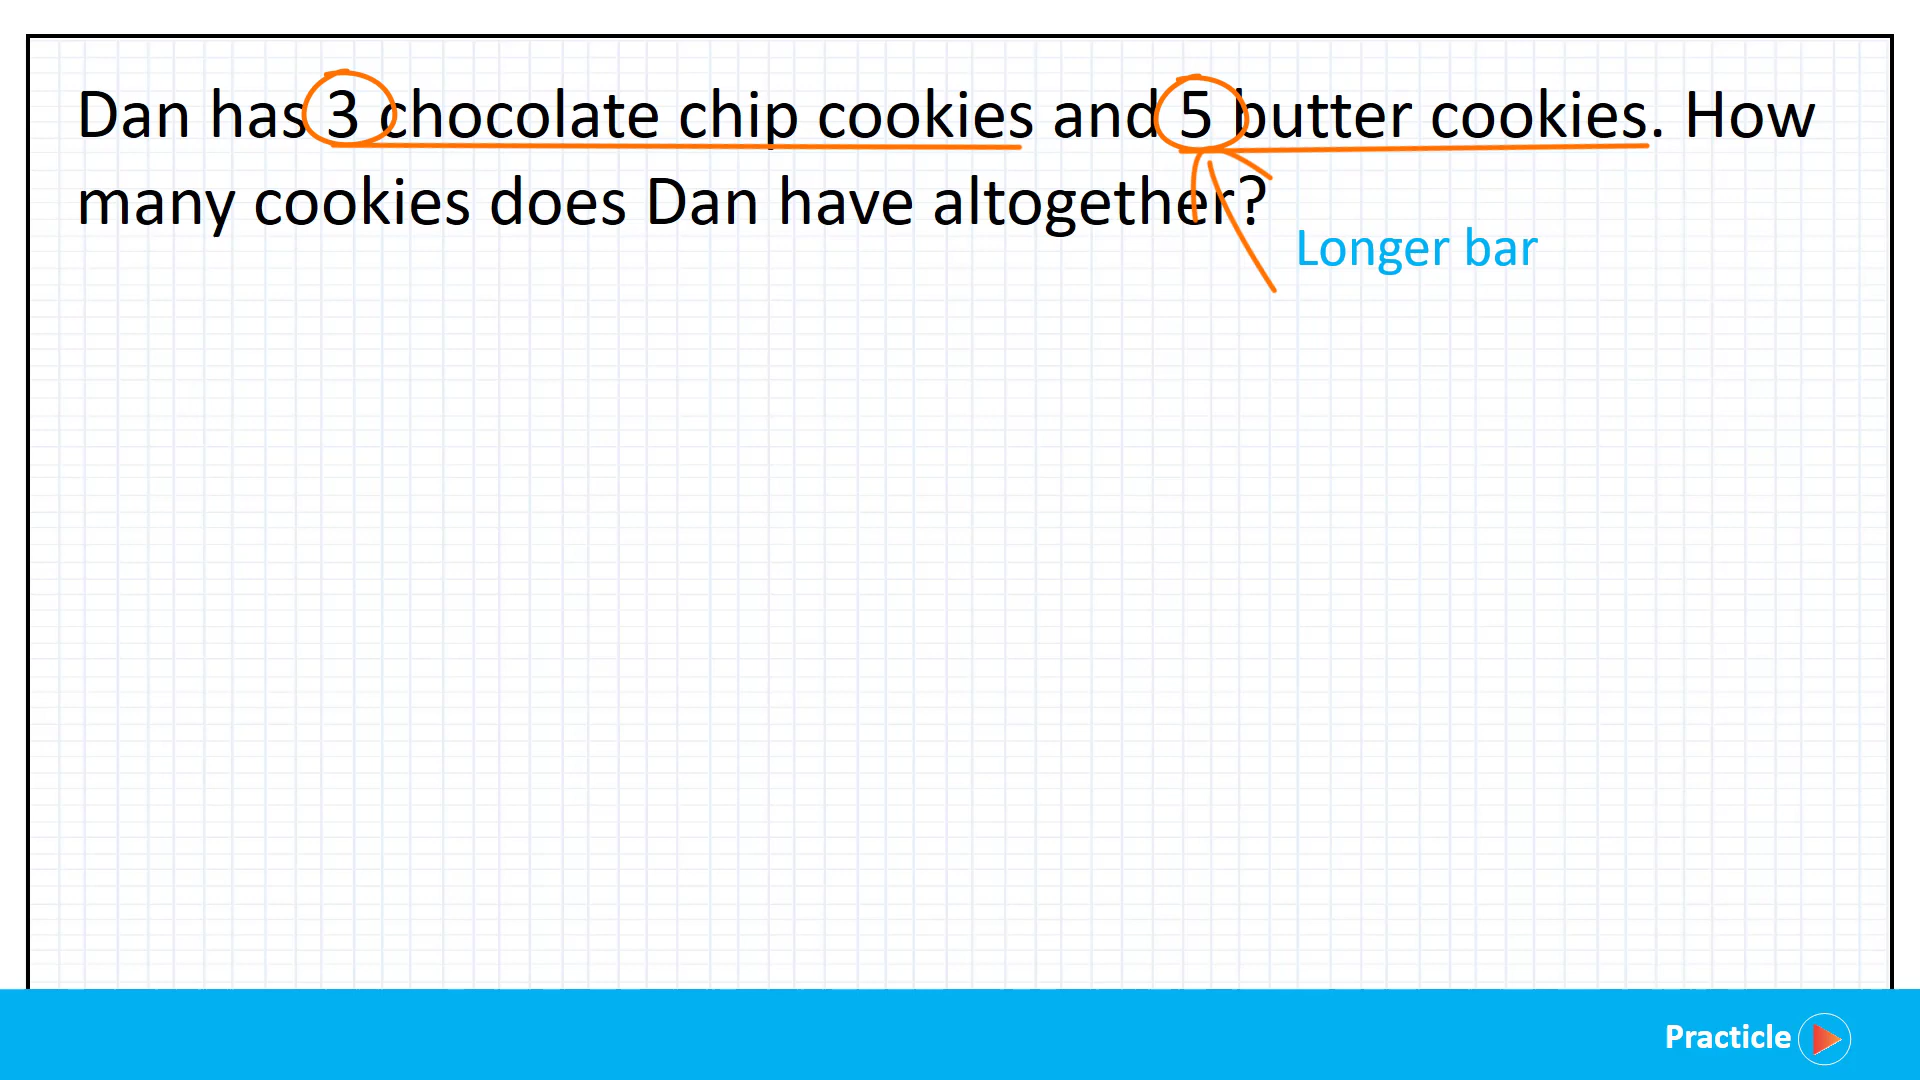 Dan has 3 chocolate chip cookies and 5 butter cookies. How
many cookies does Dan have altogether?
Longer bar
Practicle